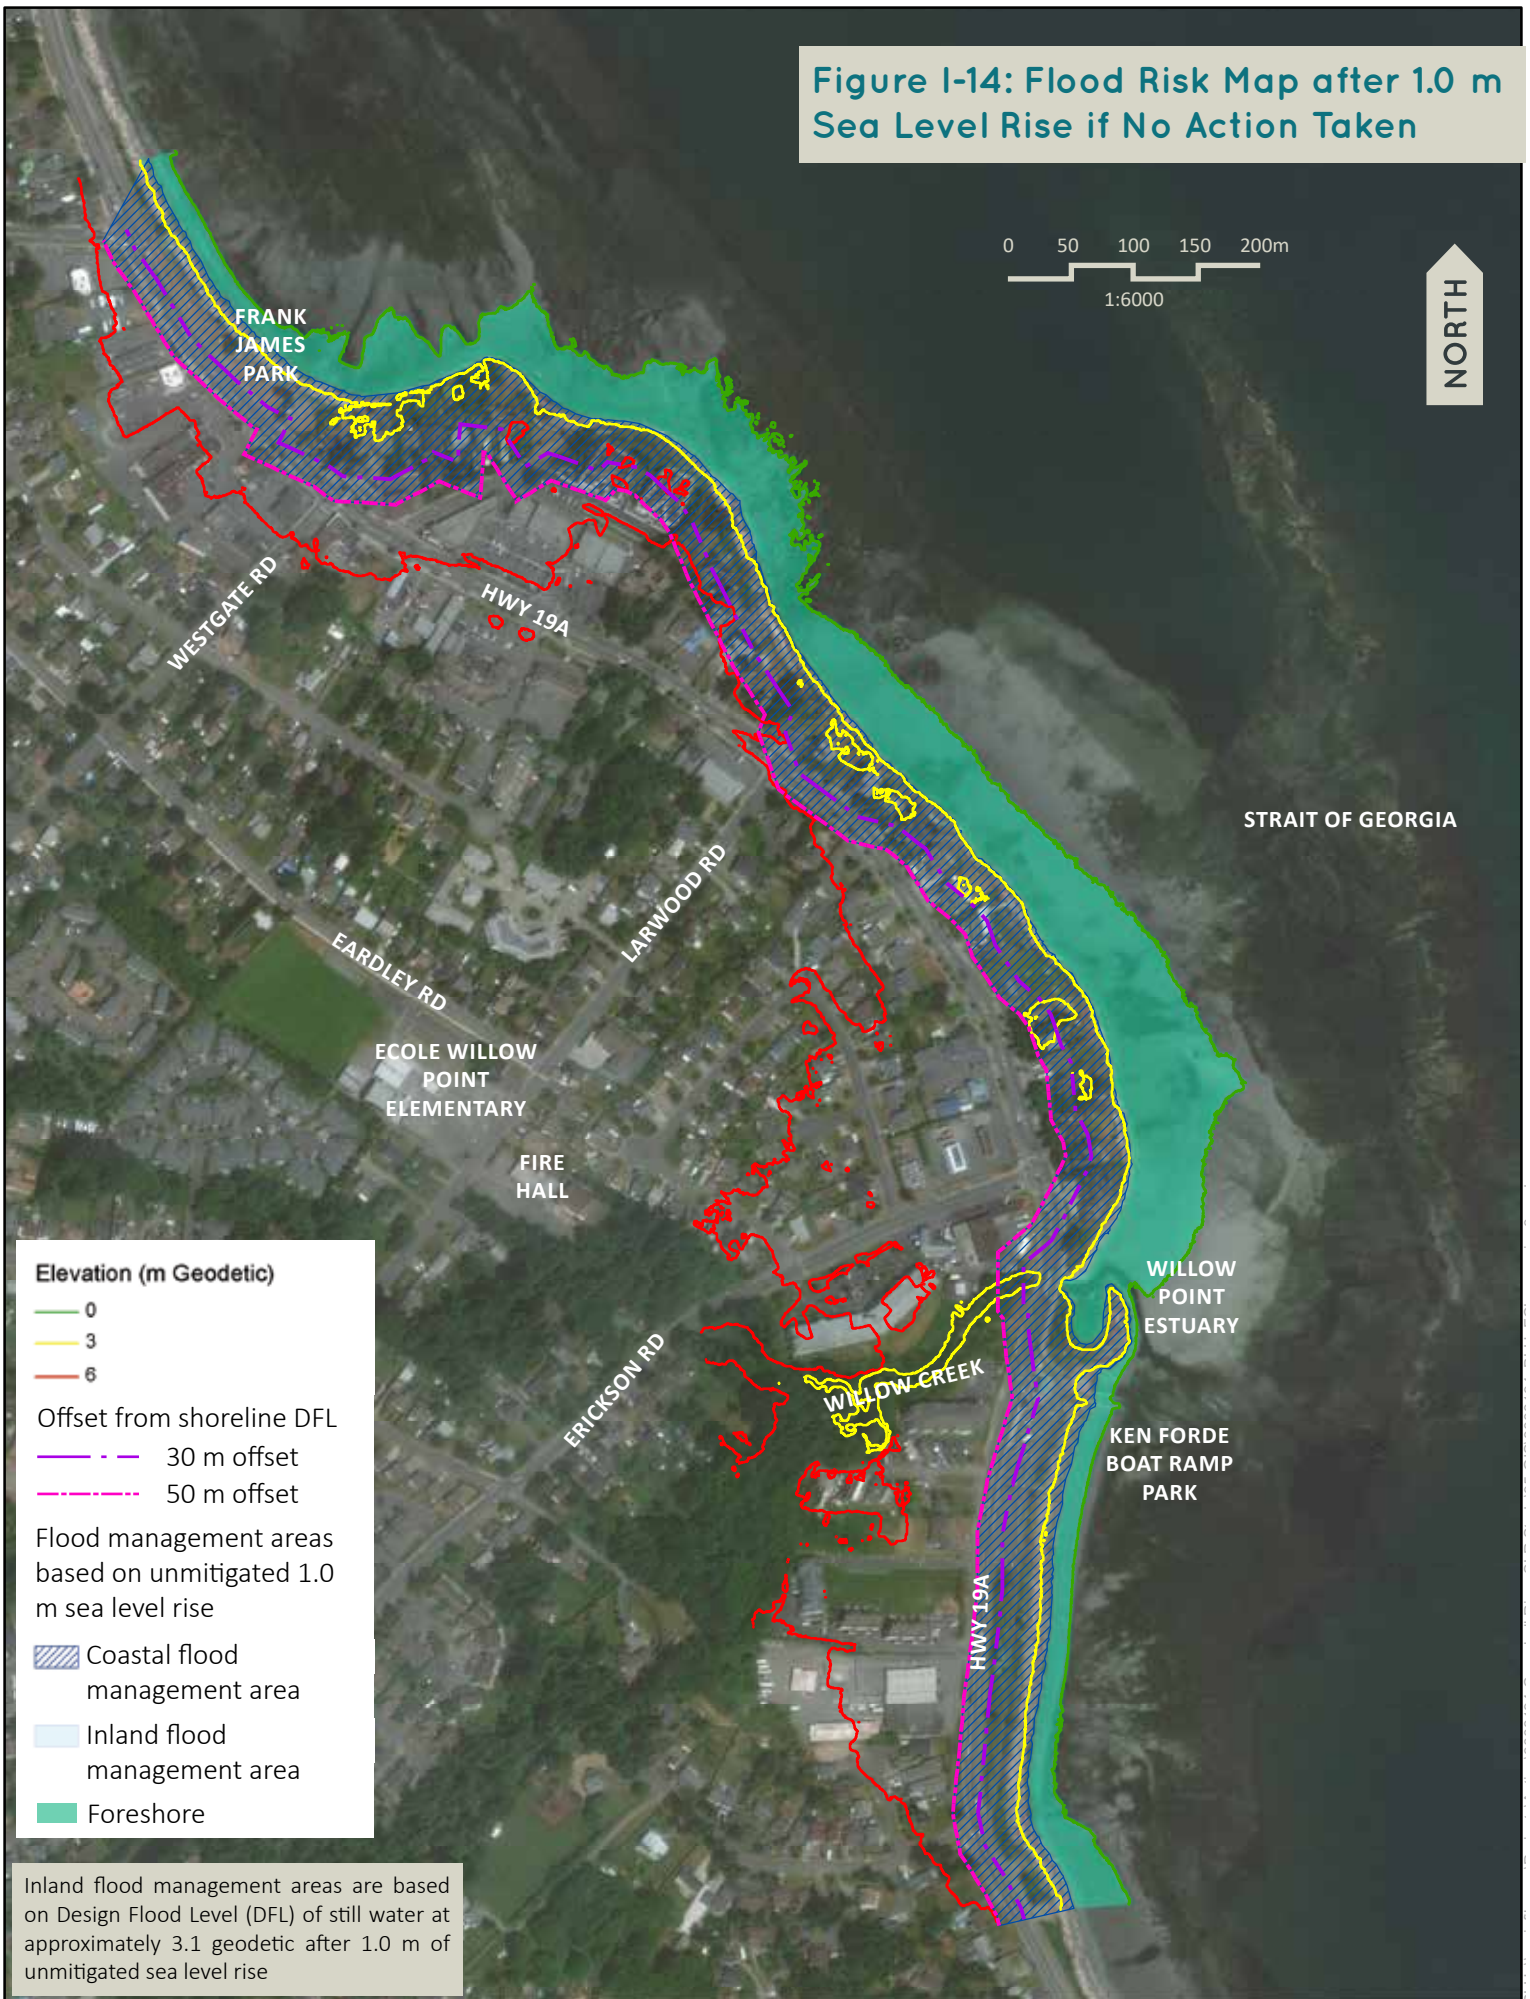 Figure I-14: Flood Risk Map after 1.0 m
Sea Level Rise if No Action Taken
0 50 100 150 200m
1:6000
NORTH
FRANK
JAMES
PARK
WESTGATE RD
HWY 19A
STRAIT OF GEORGIA
LARWOOD RD
EARDLEY RD
ECOLE WILLOW
POINT
ELEMENTARY
FIRE
HALL
WILLOW
POINT
ESTUARY
ERICKSON RD
WILLOW CREEK
KEN FORDE
BOAT RAMP
PARK
HWY 19A
Elevation (m Geodetic)
0
3
6
Offset from shoreline DFL
30 m offset
50 m offset
Flood management areas
based on unmitigated 1.0
m sea level rise
Coastal flood
management area
Inland flood
management area
Foreshore
Inland flood management areas are based
on Design Flood Level (DFL) of still water at
approximately 3.1 geodetic after 1.0 m of
unmitigated sea level rise